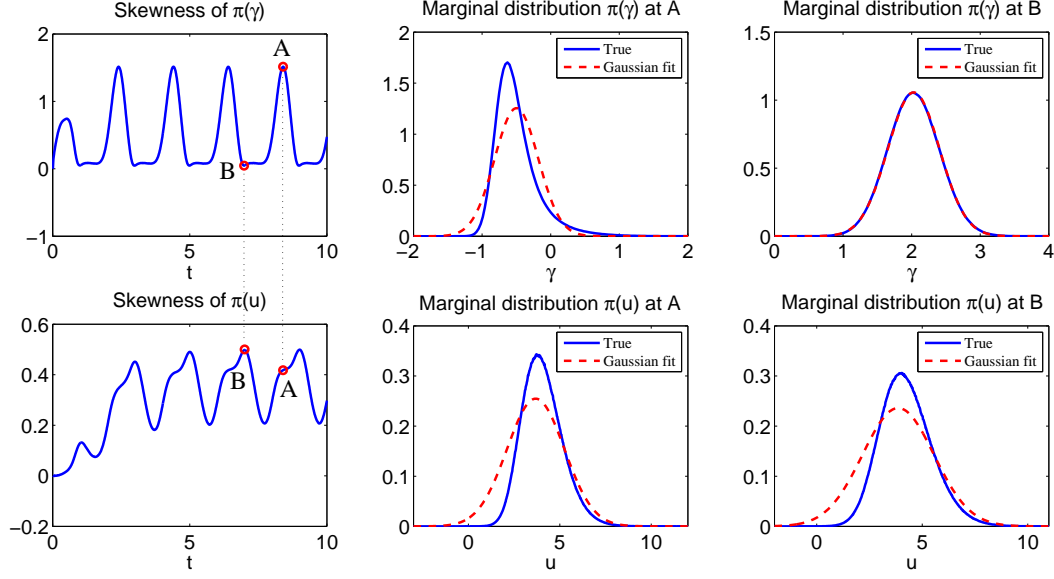 Skewness of π(γ)
2
1
0
−1
0
5
10
t
A
B
Marginal distribution π(γ) at A
2
1.5
1
0.5
0
−2
−1
0
1
2
γ
True
Gaussian fit
Marginal distribution π(γ) at B
1.5
1
0.5
0
0
1
2
3
4
γ
True
Gaussian fit
Skewness of π(u)
0.6
0.4
0.2
0
−0.2
0
5
10
t
B
A
Marginal distribution π(u) at A
0.4
0.3
0.2
0.1
0
0
5
10
u
True
Gaussian fit
Marginal distribution π(u) at B
0.4
0.3
0.2
0.1
0
0
5
10
u
True
Gaussian fit